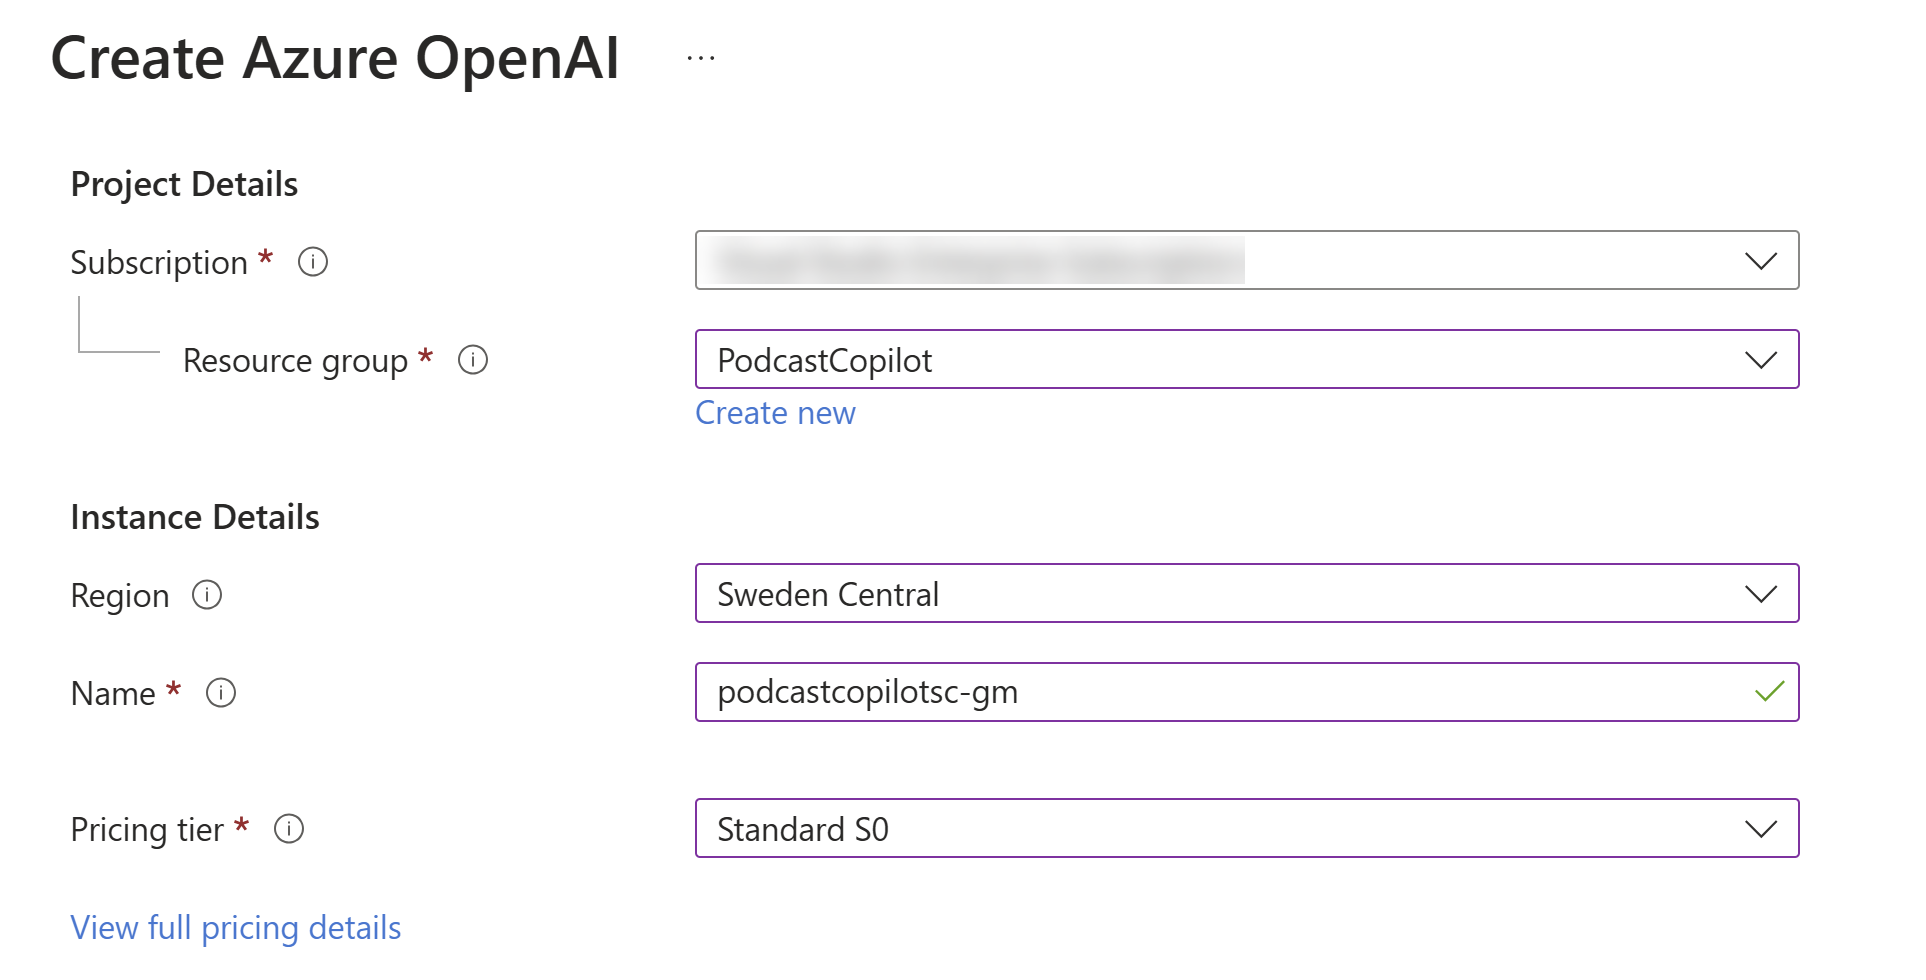 Create Azure OpenAI ...
Project Details
Subscription *
Resource group *
PodcastCopilot
Create new
Instance Details
Region
Sweden Central
Name *
podcastcopilotsc-gm
Pricing tier *
Standard S0
View full pricing details